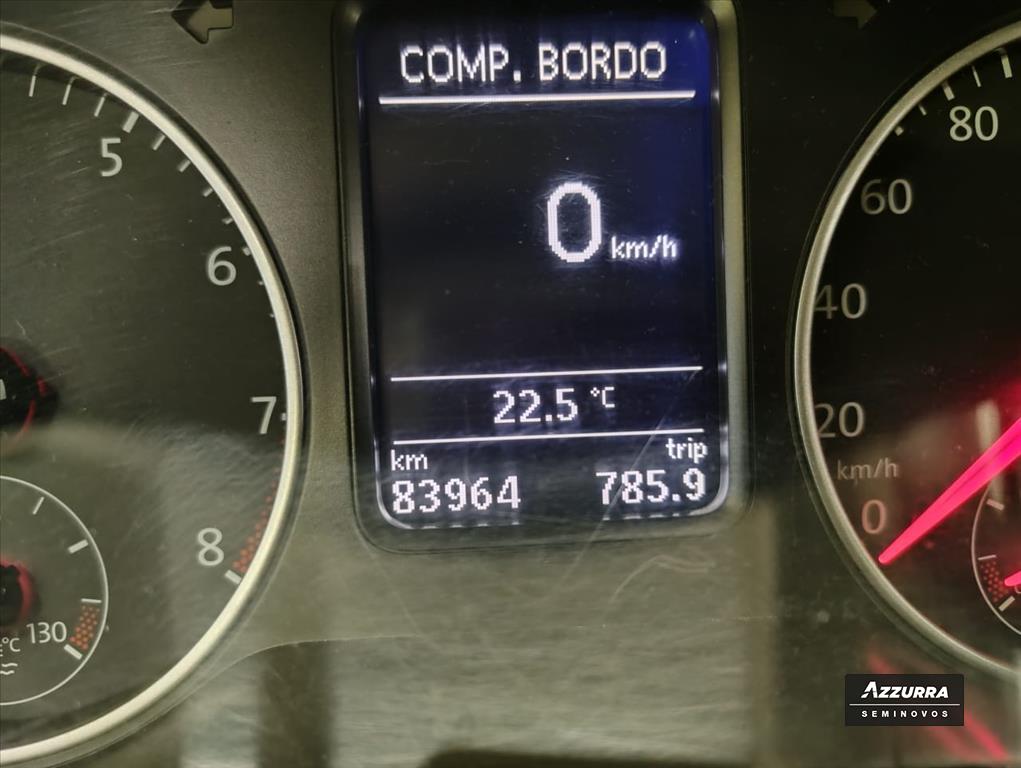 COMP. BORDO
0 km/h
22.5 °C
km trip
83964 785.9
5
6
7
8
130
°C
80
60
40
20
km/h
0
AZZURRA
SEMINOVOS